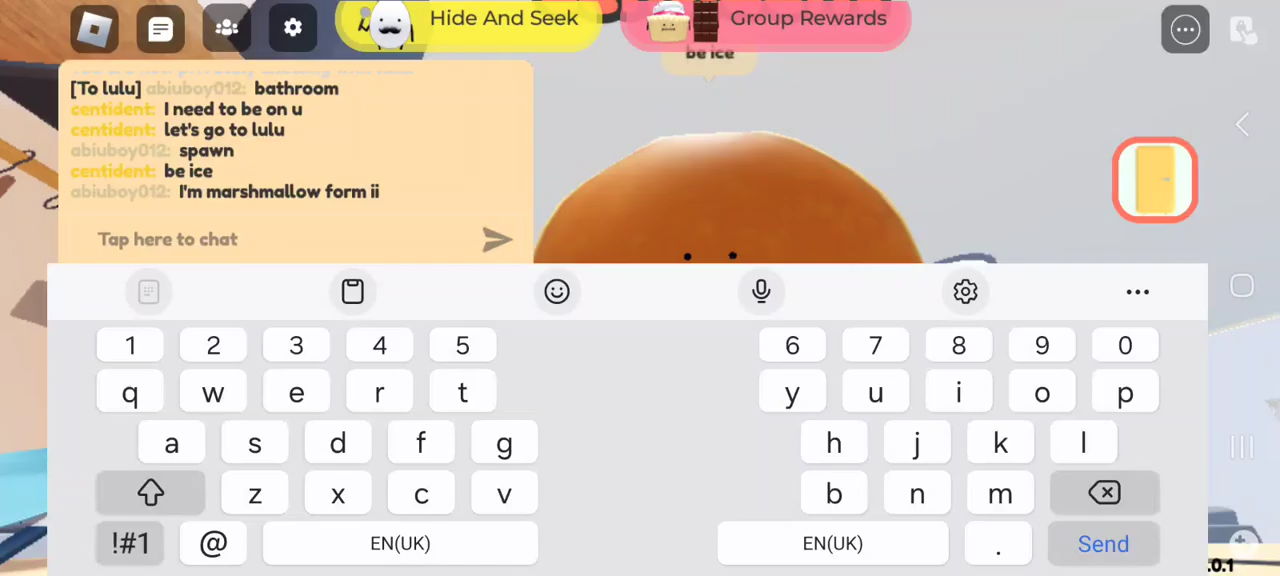 Hide And Seek
Group Rewards
be ice
[To lulu] abiuboy012: bathroom
centident: I need to be on u
centident: let's go to lulu
abiuboy012: spawn
centident: be ice
abiuboy012: I'm marshmallow form ii
Tap here to chat
1 2 3 4 5 6 7 8 9 0
q w e r t y u i o p
a s d f g h j k l
z x c v b n m
!#1 @ EN(UK) EN(UK) . Send
.0.1